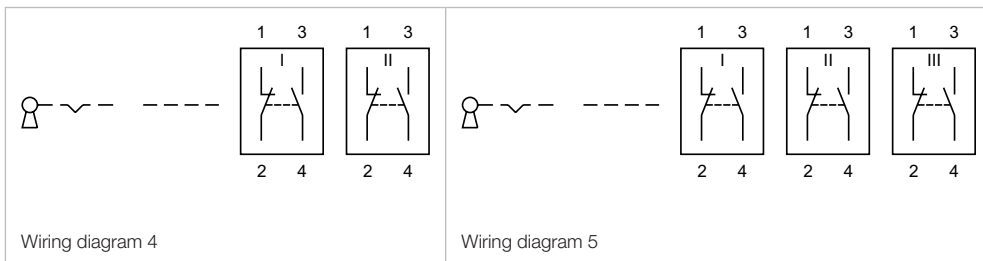 1 3 1 3
I II
2 4 2 4
Wiring diagram 4
1 3 1 3 1 3
I II III
2 4 2 4 2 4
Wiring diagram 5